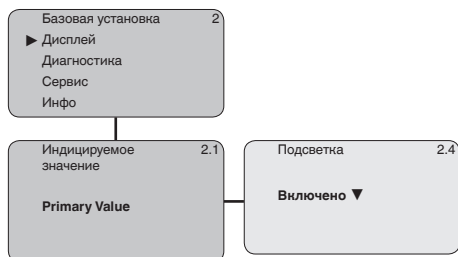 Базовая установка 2
▶ Дисплей
Диагностика
Сервис
Инфо
Индицируемое 2.1
значение
Primary Value
Подсветка 2.4
Включено ▼